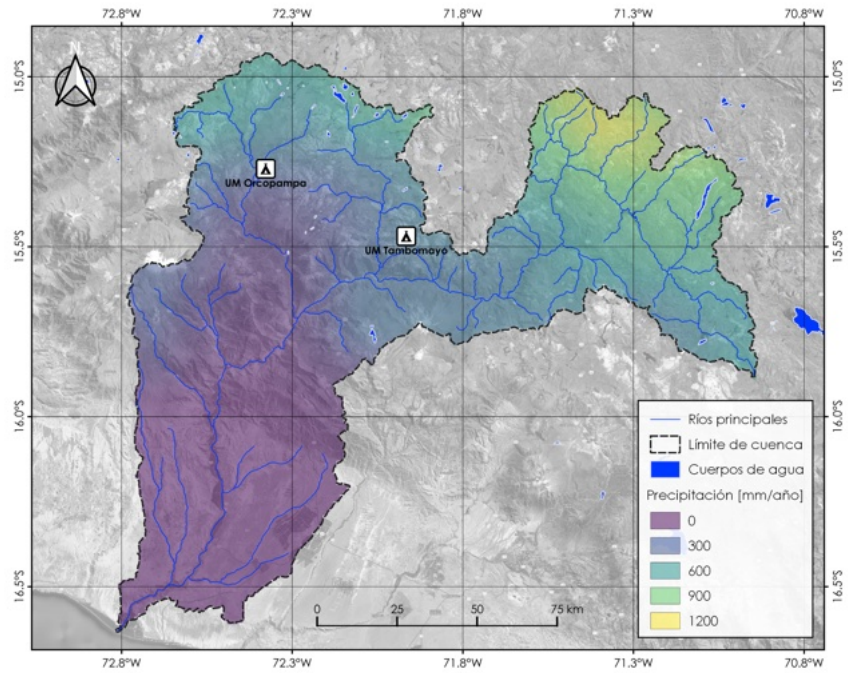 72.8°W 72.3°W 71.8°W 71.3°W 70.8°W
N
15.0°S 15.0°S
UM Orcopampa
UM Tambomayo
15.5°S 15.5°S
16.0°S 16.0°S
Ríos principales
Límite de cuenca
Cuerpos de agua
Precipitación [mm/año]
0
300
600
900
1200
16.5°S 16.5°S
0 25 50 75 km
72.8°W 72.3°W 71.8°W 71.3°W 70.8°W